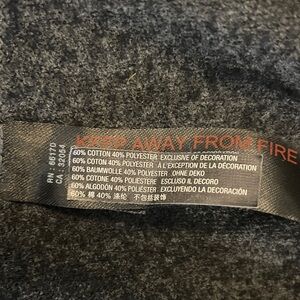 KEEP AWAY FROM FIRE
RN 66170
CA 32054
60% COTTON 40% POLYESTER EXCLUSIVE OF DECORATION
60% COTON 40% POLYESTER À L'EXCEPTION DE LA DÉCORATION
60% BAUMWOLLE 40% POLYESTER OHNE DEKO
60% COTONE 40% POLIESTERE ESCLUSO IL DECORO
60% ALGODÓN 40% POLIÉSTER EXCLUYENDO LA DECORACIÓN
60% 棉 40% 涤纶 不包括装饰